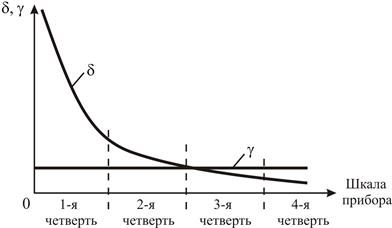 δ, γ
δ
γ
0
1-я четверть
2-я четверть
3-я четверть
4-я четверть
Шкала прибора